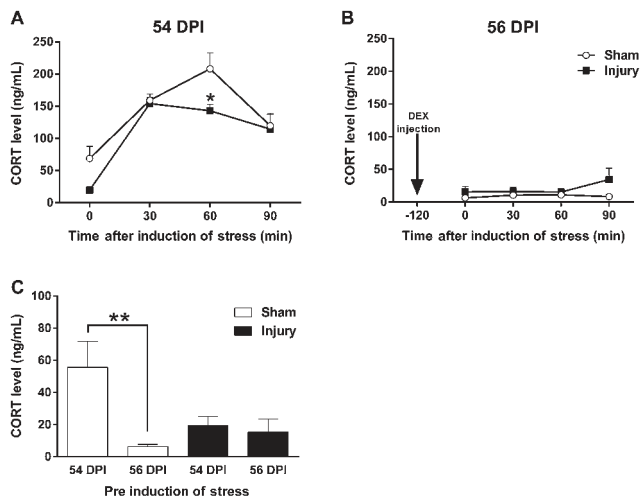 A
54 DPI
CORT level (ng/mL)
250
200
150
100
50
0
*
0 30 60 90
Time after induction of stress (min)
B
56 DPI
Sham
Injury
CORT level (ng/mL)
250
200
150
100
50
0
DEX
injection
-120 0 30 60 90
Time after induction of stress (min)
C
CORT level (ng/mL)
100
80
60
40
20
0
**
Sham
Injury
54 DPI 56 DPI 54 DPI 56 DPI
Pre induction of stress